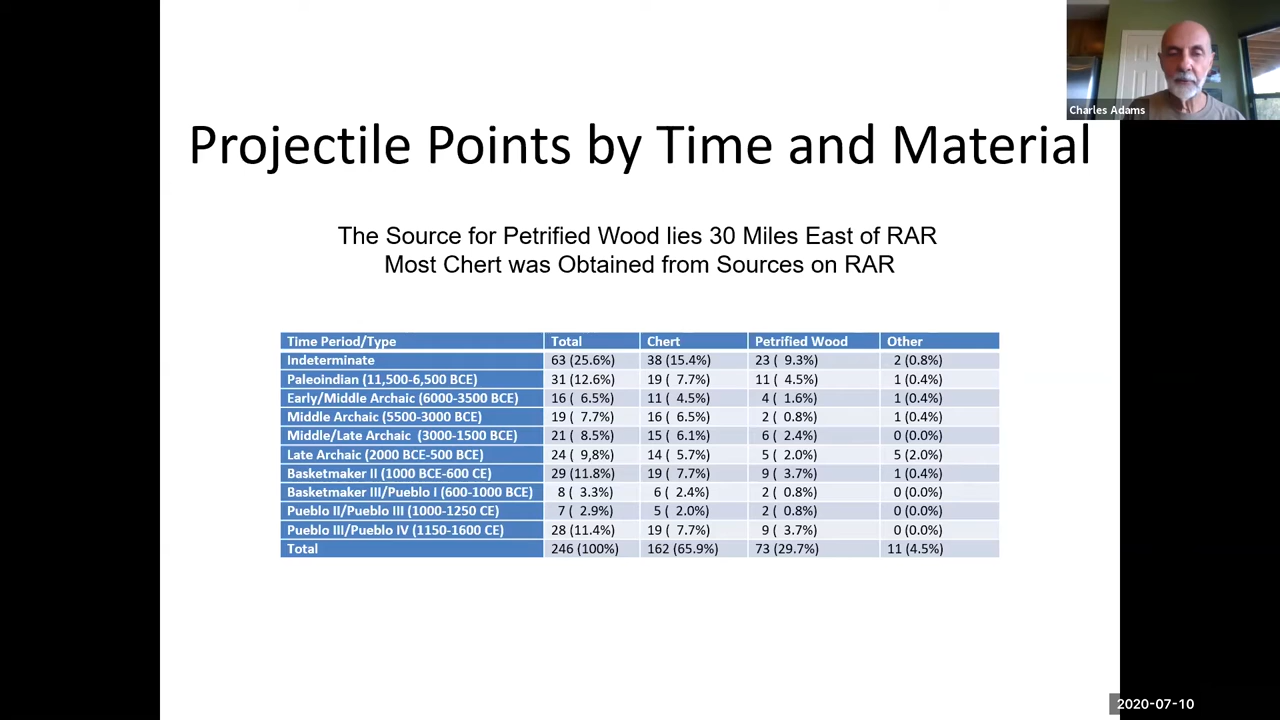 Charles Adams
Projectile Points by Time and Material
The Source for Petrified Wood lies 30 Miles East of RAR
Most Chert was Obtained from Sources on RAR
Time Period/Type Total Chert Petrified Wood Other
Indeterminate 63 (25.6%) 38 (15.4%) 23 ( 9.3%) 2 (0.8%)
Paleoindian (11,500-6,500 BCE) 31 (12.6%) 19 ( 7.7%) 11 ( 4.5%) 1 (0.4%)
Early/Middle Archaic (6000-3500 BCE) 16 ( 6.5%) 11 ( 4.5%) 4 ( 1.6%) 1 (0.4%)
Middle Archaic (5500-3000 BCE) 19 ( 7.7%) 16 ( 6.5%) 2 ( 0.8%) 1 (0.4%)
Middle/Late Archaic (3000-1500 BCE) 21 ( 8.5%) 15 ( 6.1%) 6 ( 2.4%) 0 (0.0%)
Late Archaic (2000 BCE-500 BCE) 24 ( 9,8%) 14 ( 5.7%) 5 ( 2.0%) 5 (2.0%)
Basketmaker II (1000 BCE-600 CE) 29 (11.8%) 19 ( 7.7%) 9 ( 3.7%) 1 (0.4%)
Basketmaker III/Pueblo I (600-1000 BCE) 8 ( 3.3%) 6 ( 2.4%) 2 ( 0.8%) 0 (0.0%)
Pueblo II/Pueblo III (1000-1250 CE) 7 ( 2.9%) 5 ( 2.0%) 2 ( 0.8%) 0 (0.0%)
Pueblo III/Pueblo IV (1150-1600 CE) 28 (11.4%) 19 ( 7.7%) 9 ( 3.7%) 0 (0.0%)
Total 246 (100%) 162 (65.9%) 73 (29.7%) 11 (4.5%)
2020-07-10